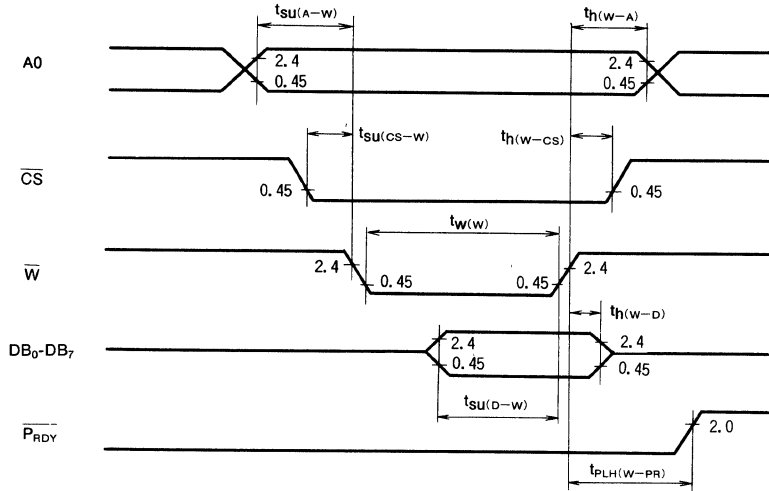 tsu(A−W)
th(W−A)
A0
2.4
0.45
2.4
0.45
tsu(CS−W)
th(W−CS)
CS
0.45
0.45
tW(W)
W
2.4
0.45
0.45
2.4
th(W−D)
DB0-DB7
2.4
0.45
2.4
0.45
tsu(D−W)
PRDY
2.0
tPLH(W−PR)